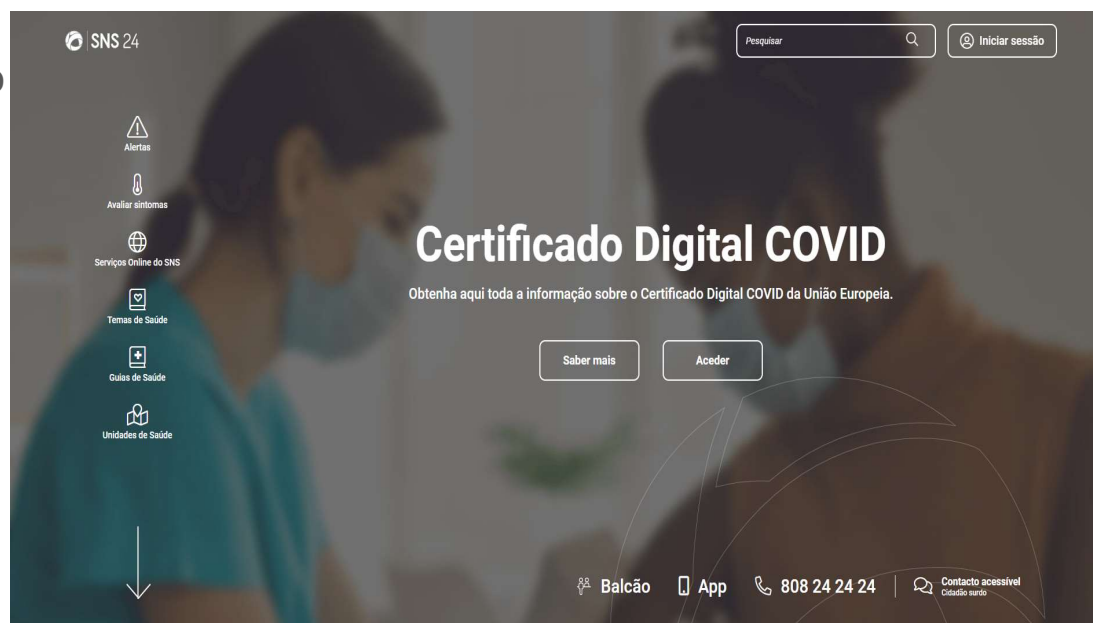 SNS 24
Pesquisar
Iniciar sessão
Alertas
Avaliar sintomas
Serviços Online do SNS
Temas de Saúde
Guias de Saúde
Unidades de Saúde
Certificado Digital COVID
Obtenha aqui toda a informação sobre o Certificado Digital COVID da União Europeia.
Saber mais
Aceder
Balcão
App
808 24 24 24
Contacto acessível
Cidadão surdo